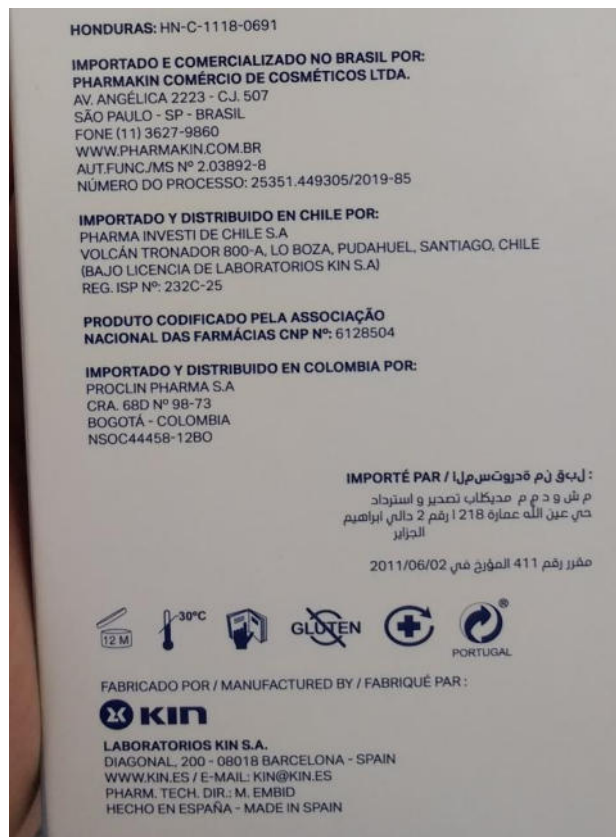 HONDURAS: HN-C-1118-0691
IMPORTADO E COMERCIALIZADO NO BRASIL POR:
PHARMAKIN COMÉRCIO DE COSMÉTICOS LTDA.
AV. ANGÉLICA 2223 - CJ. 507
SÃO PAULO - SP - BRASIL
FONE (11) 3627-9860
WWW.PHARMAKIN.COM.BR
AUT.FUNC./MS Nº 2.03892-8
NÚMERO DO PROCESSO: 25351.449305/2019-85
IMPORTADO Y DISTRIBUIDO EN CHILE POR:
PHARMA INVESTI DE CHILE S.A
VOLCÁN TRONADOR 800-A, LO BOZA, PUDAHUEL, SANTIAGO, CHILE
(BAJO LICENCIA DE LABORATORIOS KIN S.A)
REG. ISP Nº: 232C-25
PRODUTO CODIFICADO PELA ASSOCIAÇÃO
NACIONAL DAS FARMÁCIAS CNP Nº: 6128504
IMPORTADO Y DISTRIBUIDO EN COLOMBIA POR:
PROCLIN PHARMA S.A
CRA. 68D Nº 98-73
BOGOTÁ - COLOMBIA
NSOC44458-12BO
IMPORTÉ PAR / لبق نم ةدروتسملا :
م ش و د م م مديكتاب تصدير و استرداد
حي عين الله عمارة 218 ا رقم 2 دالي ابراهيم
الجزاير
مقرر رقم 411 المؤرخ في 2011/06/02
12 M
30ºC
GLUTEN
®
PORTUGAL
FABRICADO POR / MANUFACTURED BY / FABRIQUÉ PAR :
KIN
LABORATORIOS KIN S.A.
DIAGONAL, 200 - 08018 BARCELONA - SPAIN
WWW.KIN.ES / E-MAIL: KIN@KIN.ES
PHARM. TECH. DIR.: M. EMBID
HECHO EN ESPAÑA - MADE IN SPAIN